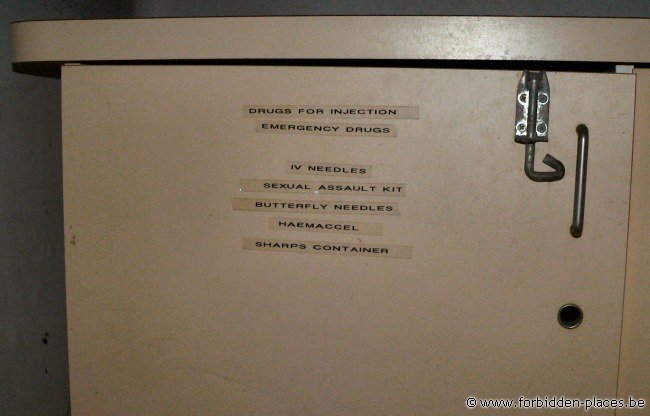 DRUGS FOR INJECTION
EMERGENCY DRUGS
IV NEEDLES
SEXUAL ASSAULT KIT
BUTTERFLY NEEDLES
HAEMACCEL
SHARPS CONTAINER
© www.forbidden-places.be